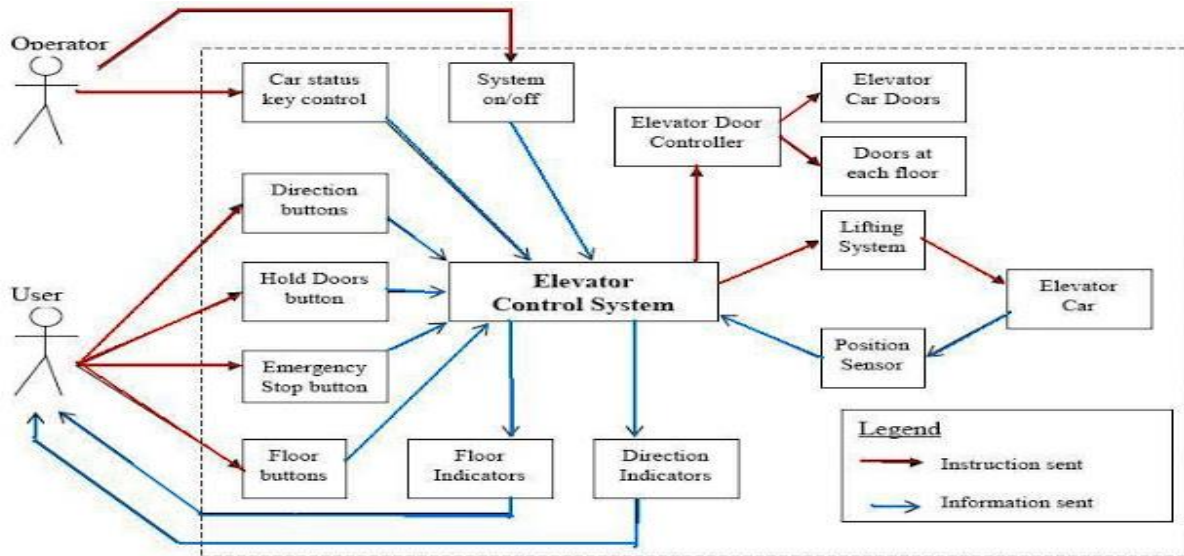 Operator
Car status
key control
System
on/off
Elevator
Car Doors
Elevator Door
Controller
Doors at
each floor
Direction
buttons
Lifting
System
User
Hold Doors
button
Elevator
Control System
Elevator
Car
Emergency
Stop button
Position
Sensor
Floor
buttons
Floor
Indicators
Direction
Indicators
Legend
Instruction sent
Information sent